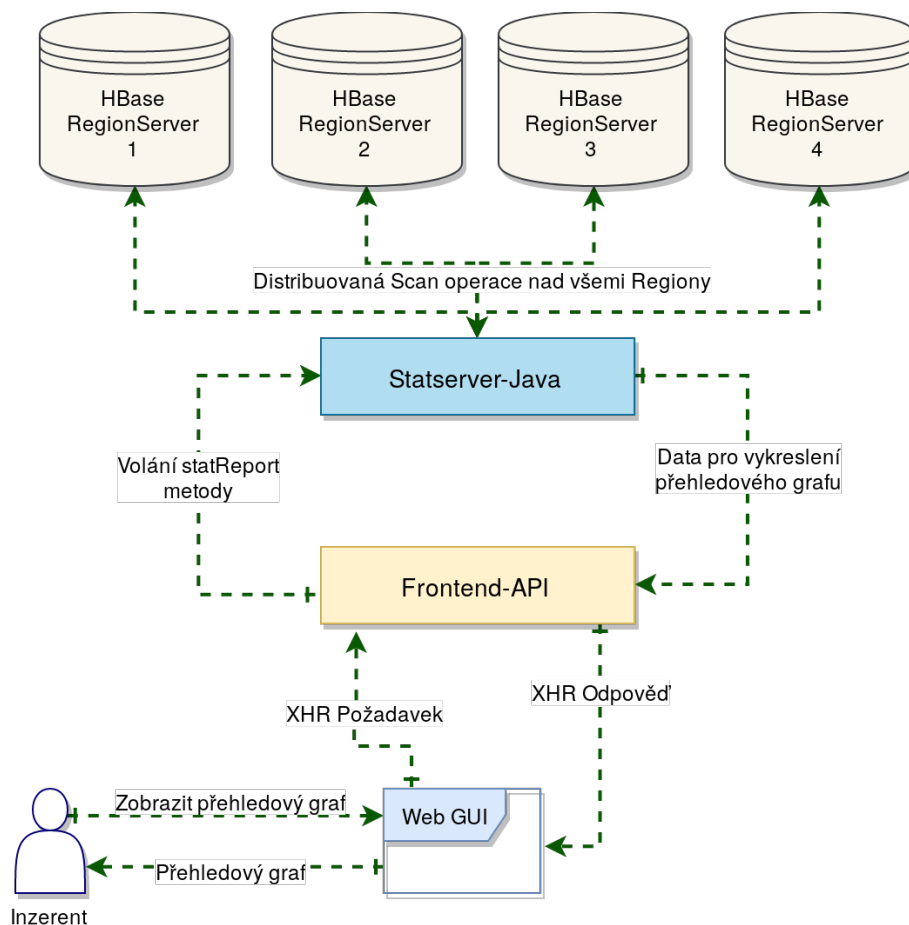 HBase
RegionServer
1
HBase
RegionServer
2
HBase
RegionServer
3
HBase
RegionServer
4
Distribuovaná Scan operace nad všemi Regiony
Statserver-Java
Volání statReport
metody
Data pro vykreslení
přehledového grafu
Frontend-API
XHR Požadavek
XHR Odpověď
Zobrazit přehledový graf
Web GUI
Přehledový graf
Inzerent